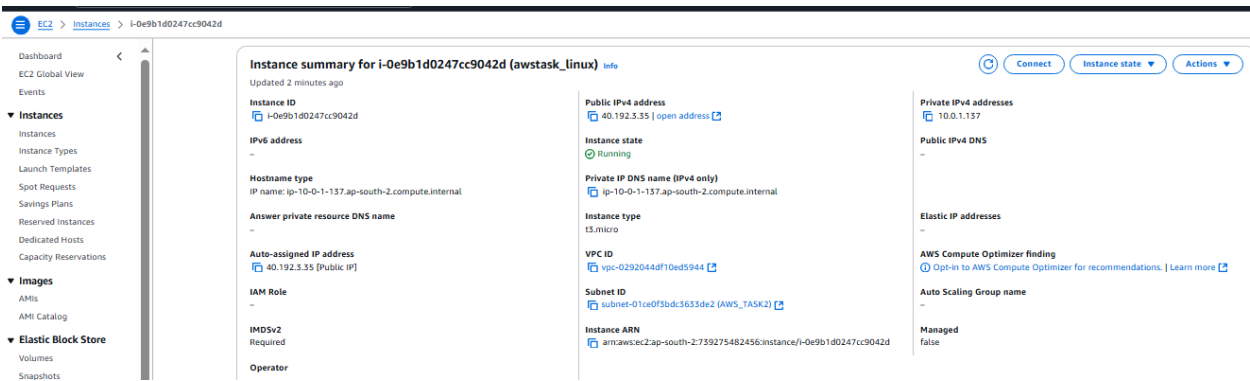 EC2 > Instances > i-0e9b1d0247cc9042d
Dashboard
EC2 Global View
Events
▼ Instances
Instances
Instance Types
Launch Templates
Spot Requests
Savings Plans
Reserved Instances
Dedicated Hosts
Capacity Reservations
▼ Images
AMIs
AMI Catalog
▼ Elastic Block Store
Volumes
Snapshots
Instance summary for i-0e9b1d0247cc9042d (awstask_linux) Info
Updated 2 minutes ago
Connect
Instance state ▼
Actions ▼
Instance ID
i-0e9b1d0247cc9042d
Public IPv4 address
40.192.3.35 | open address
Private IPv4 addresses
10.0.1.137
IPv6 address
–
Instance state
Running
Public IPv4 DNS
–
Hostname type
IP name: ip-10-0-1-137.ap-south-2.compute.internal
Private IP DNS name (IPv4 only)
ip-10-0-1-137.ap-south-2.compute.internal
Answer private resource DNS name
–
Instance type
t3.micro
Elastic IP addresses
–
Auto-assigned IP address
40.192.3.35 [Public IP]
VPC ID
vpc-0292044df10ed5944
AWS Compute Optimizer finding
Opt-in to AWS Compute Optimizer for recommendations. | Learn more
IAM Role
–
Subnet ID
subnet-01ce0f3bdc3633de2 (AWS_TASK2)
Auto Scaling Group name
–
IMDSv2
Required
Instance ARN
arn:aws:ec2:ap-south-2:739275482456:instance/i-0e9b1d0247cc9042d
Managed
false
Operator